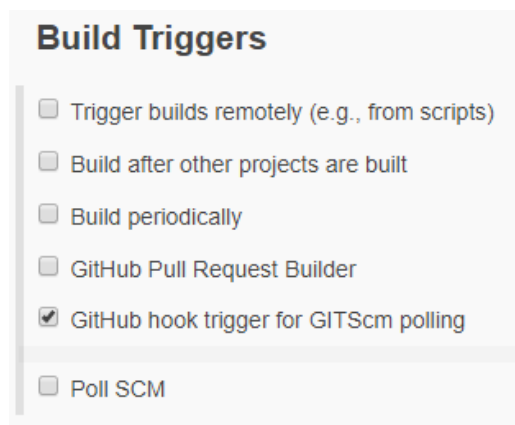 Build Triggers
Trigger builds remotely (e.g., from scripts)
Build after other projects are built
Build periodically
GitHub Pull Request Builder
GitHub hook trigger for GITScm polling
Poll SCM